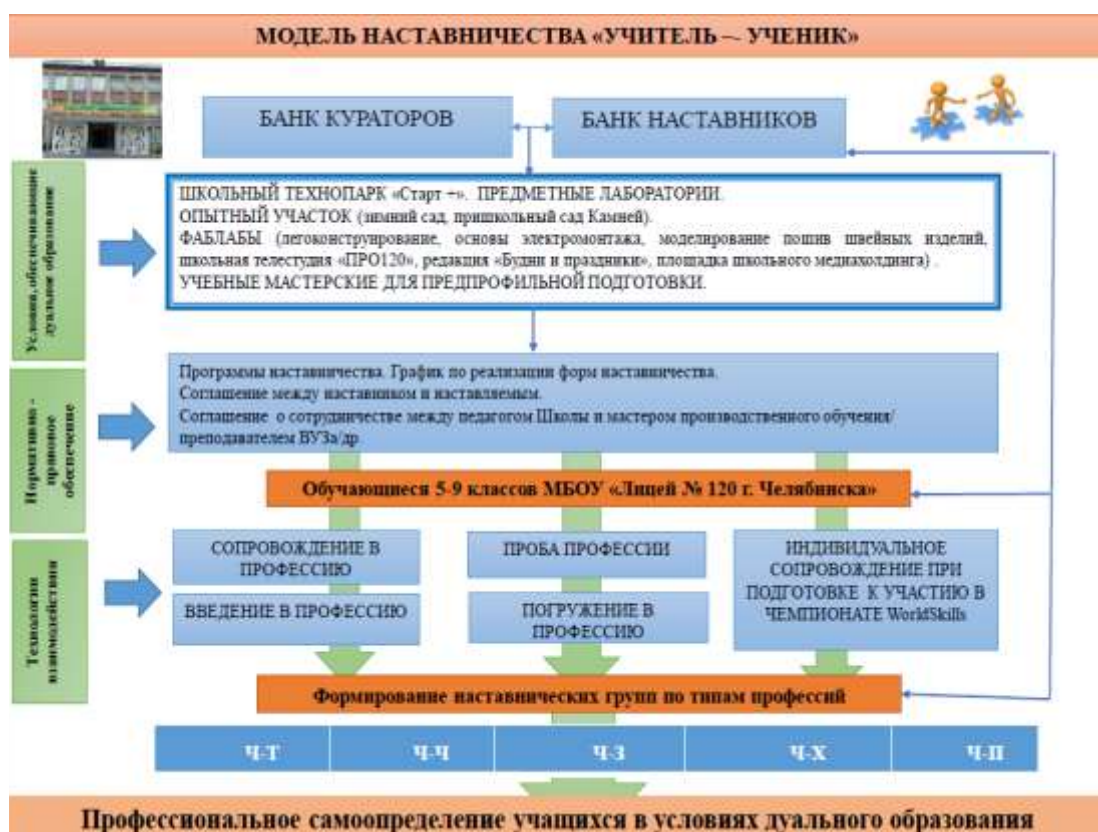 МОДЕЛЬ НАСТАВНИЧЕСТВА «УЧИТЕЛЬ – УЧЕНИК»
БАНК КУРАТОРОВ
БАНК НАСТАВНИКОВ
Условия, обеспечивающие
дуальное образование
ШКОЛЬНЫЙ ТЕХНОПАРК «Старт +». ПРЕДМЕТНЫЕ ЛАБОРАТОРИИ.
ОПЫТНЫЙ УЧАСТОК (зимний сад, пришкольный сад Камней).
ФАБЛАБЫ (легоконструирование, основы электромонтажа, моделирование пошив швейных изделий,
школьная телестудия «ПРО120», редакция «Будни и праздники», площадка школьного медиахолдинга) .
УЧЕБНЫЕ МАСТЕРСКИЕ ДЛЯ ПРЕДПРОФИЛЬНОЙ ПОДГОТОВКИ.
Нормативно -
правовое
обеспечение
Программы наставничества. График по реализации форм наставничества.
Соглашение между наставником и наставляемым.
Соглашение о сотрудничестве между педагогом Школы и мастером производственного обучения/
преподавателем ВУЗа/др.
Обучающиеся 5-9 классов МБОУ «Лицей № 120 г. Челябинска»
Технологии
взаимодействия
СОПРОВОЖДЕНИЕ В
ПРОФЕССИЮ
ВВЕДЕНИЕ В ПРОФЕССИЮ
ПРОБА ПРОФЕССИИ
ПОГРУЖЕНИЕ В
ПРОФЕССИЮ
ИНДИВИДУАЛЬНОЕ
СОПРОВОЖДЕНИЕ ПРИ
ПОДГОТОВКЕ К УЧАСТИЮ В
ЧЕМПИОНАТЕ WorldSkills
Формирование наставнических групп по типам профессий
Ч-Т
Ч-Ч
Ч-З
Ч-Х
Ч-П
Профессиональное самоопределение учащихся в условиях дуального образования